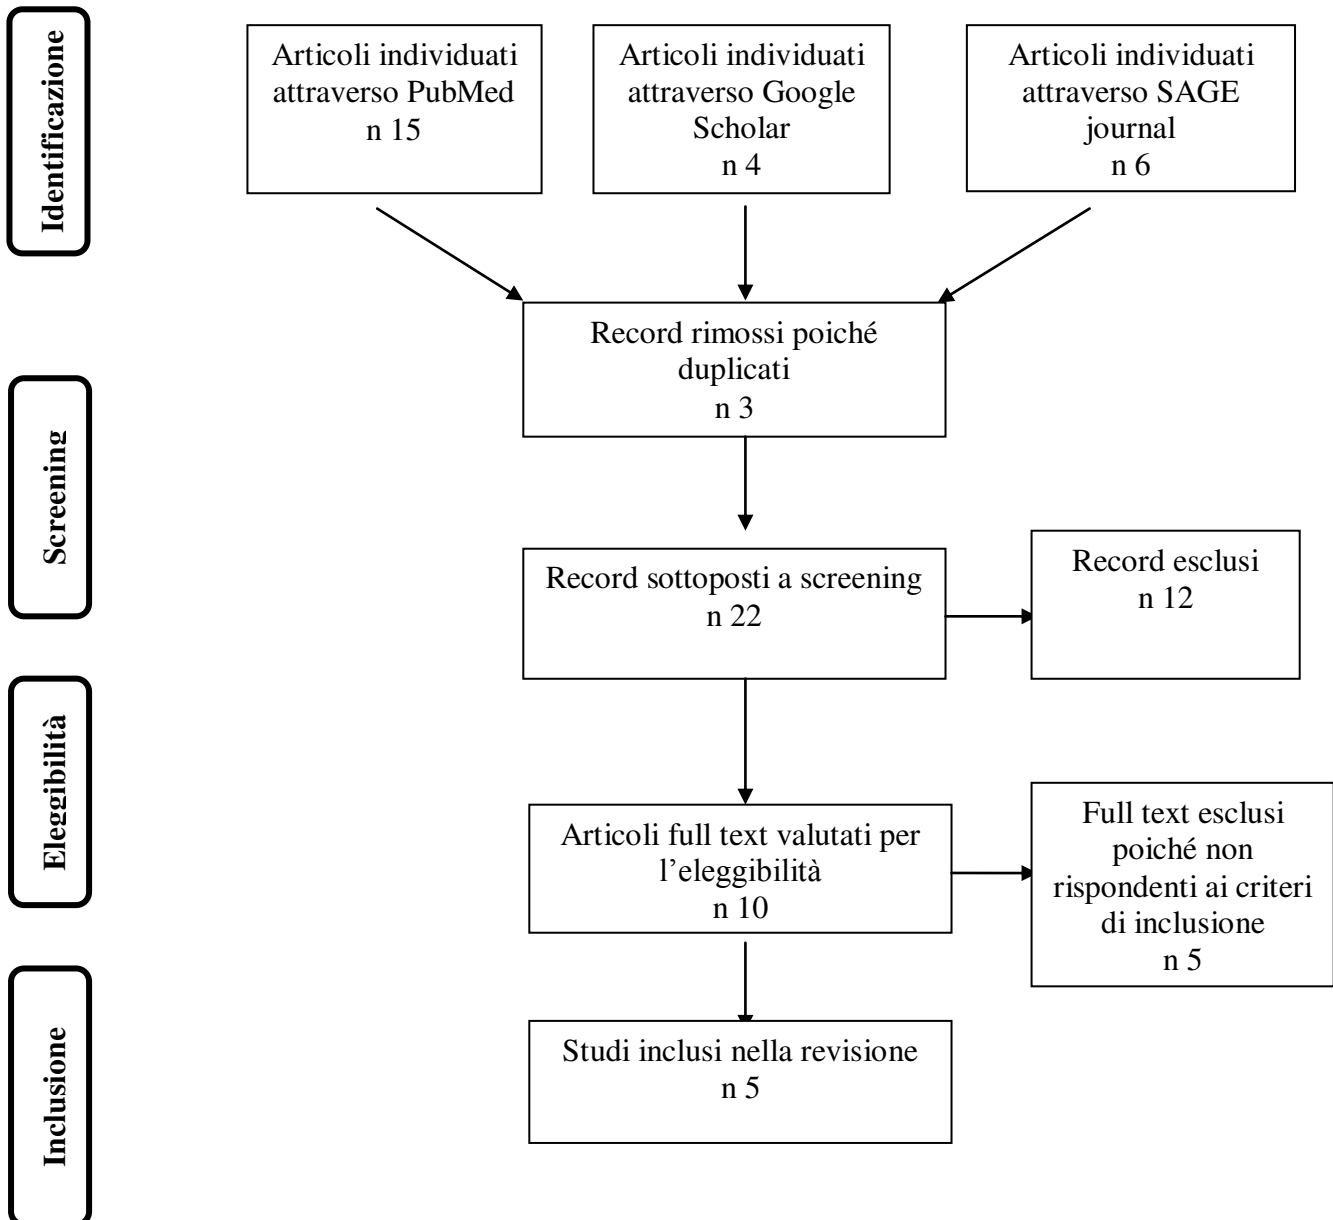 Identificazione
Articoli individuati
attraverso PubMed
n 15
Articoli individuati
attraverso Google
Scholar
n 4
Articoli individuati
attraverso SAGE
journal
n 6
Record rimossi poiché
duplicati
n 3
Screening
Record sottoposti a screening
n 22
Record esclusi
n 12
Eleggibilità
Articoli full text valutati per
l’eleggibilità
n 10
Full text esclusi
poiché non
rispondenti ai criteri
di inclusione
n 5
Inclusione
Studi inclusi nella revisione
n 5